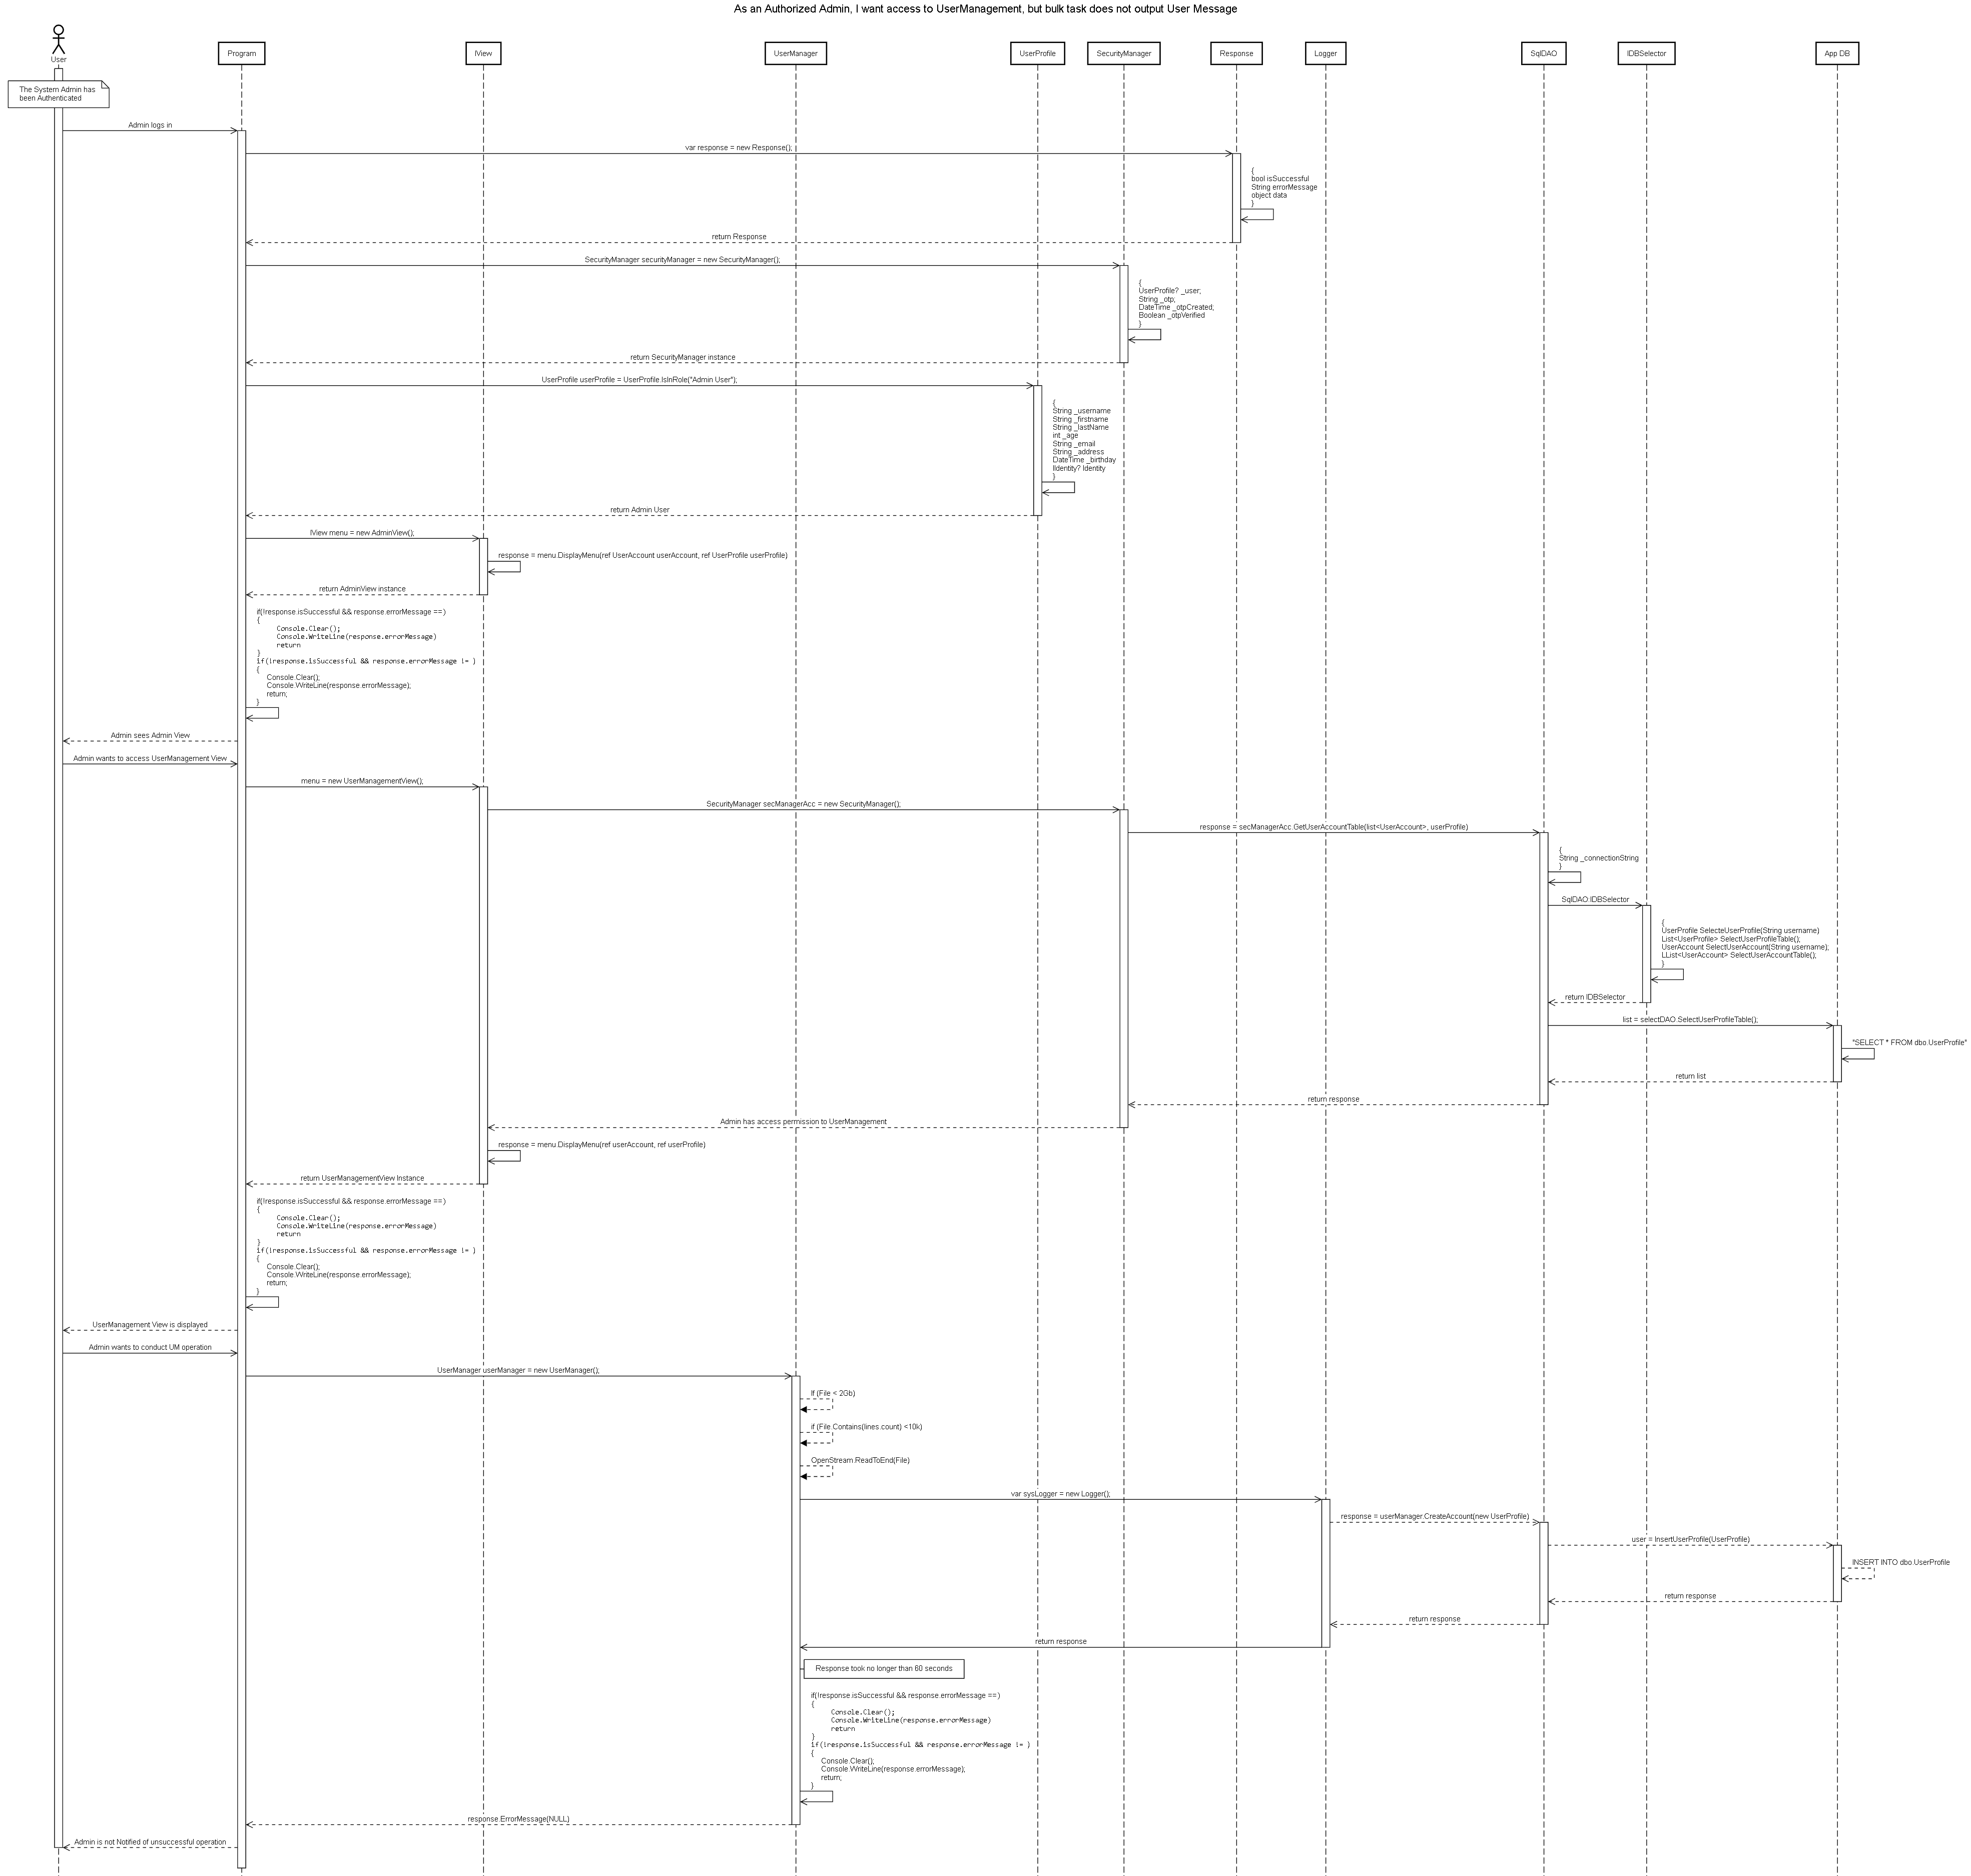 As an Authorized Admin, I want access to UserManagement, but bulk task does not output User Message
User
Program
IView
UserManager
UserProfile
SecurityManager
Response
Logger
SqlDAO
IDBSelector
App DB
The System Admin has
been Authenticated
Admin logs in
var response = new Response();
{
bool isSuccessful
String errorMessage
object data
}
return Response
SecurityManager securityManager = new SecurityManager();
{
UserProfile? _user;
String _otp;
DateTime _otpCreated;
Boolean _otpVerified
}
return SecurityManager instance
UserProfile userProfile = UserProfile.IsInRole("Admin User");
{
String _username
String _firstname
String _lastName
int _age
String _email
String _address
DateTime _birthday
IIdentity? Identity
}
return Admin User
IView menu = new AdminView();
response = menu.DisplayMenu(ref UserAccount userAccount, ref UserProfile userProfile)
return AdminView instance
if(!response.isSuccessful && response.errorMessage ==)
{
Console.Clear();
Console.WriteLine(response.errorMessage)
return
}
if(!response.isSuccessful && response.errorMessage != )
{
Console.Clear();
Console.WriteLine(response.errorMessage);
return;
}
Admin sees Admin View
Admin wants to access UserManagement View
menu = new UserManagementView();
SecurityManager secManagerAcc = new SecurityManager();
response = secManagerAcc.GetUserAccountTable(list<UserAccount>, userProfile)
{
String _connectionString
}
SqlDAO:IDBSelector
{
UserProfile SelecteUserProfile(String username)
List<UserProfile> SelectUserProfileTable();
UserAccount SelectUserAccount(String username);
LList<UserAccount> SelectUserAccountTable();
}
return IDBSelector
list = selectDAO.SelectUserProfileTable();
"SELECT * FROM dbo.UserProfile"
return list
return response
Admin has access permission to UserManagement
response = menu.DisplayMenu(ref userAccount, ref userProfile)
return UserManagementView Instance
if(!response.isSuccessful && response.errorMessage ==)
{
Console.Clear();
Console.WriteLine(response.errorMessage)
return
}
if(!response.isSuccessful && response.errorMessage != )
{
Console.Clear();
Console.WriteLine(response.errorMessage);
return;
}
UserManagement View is displayed
Admin wants to conduct UM operation
UserManager userManager = new UserManager();
If (File < 2Gb)
if (File.Contains(lines.count) <10k)
OpenStream.ReadToEnd(File)
var sysLogger = new Logger();
response = userManager.CreateAccount(new UserProfile)
user = InsertUserProfile(UserProfile)
INSERT INTO dbo.UserProfile
return response
return response
return response
Response took no longer than 60 seconds
if(!response.isSuccessful && response.errorMessage ==)
{
Console.Clear();
Console.WriteLine(response.errorMessage)
return
}
if(!response.isSuccessful && response.errorMessage != )
{
Console.Clear();
Console.WriteLine(response.errorMessage);
return;
}
response.ErrorMessage(NULL)
Admin is not Notified of unsuccessful operation